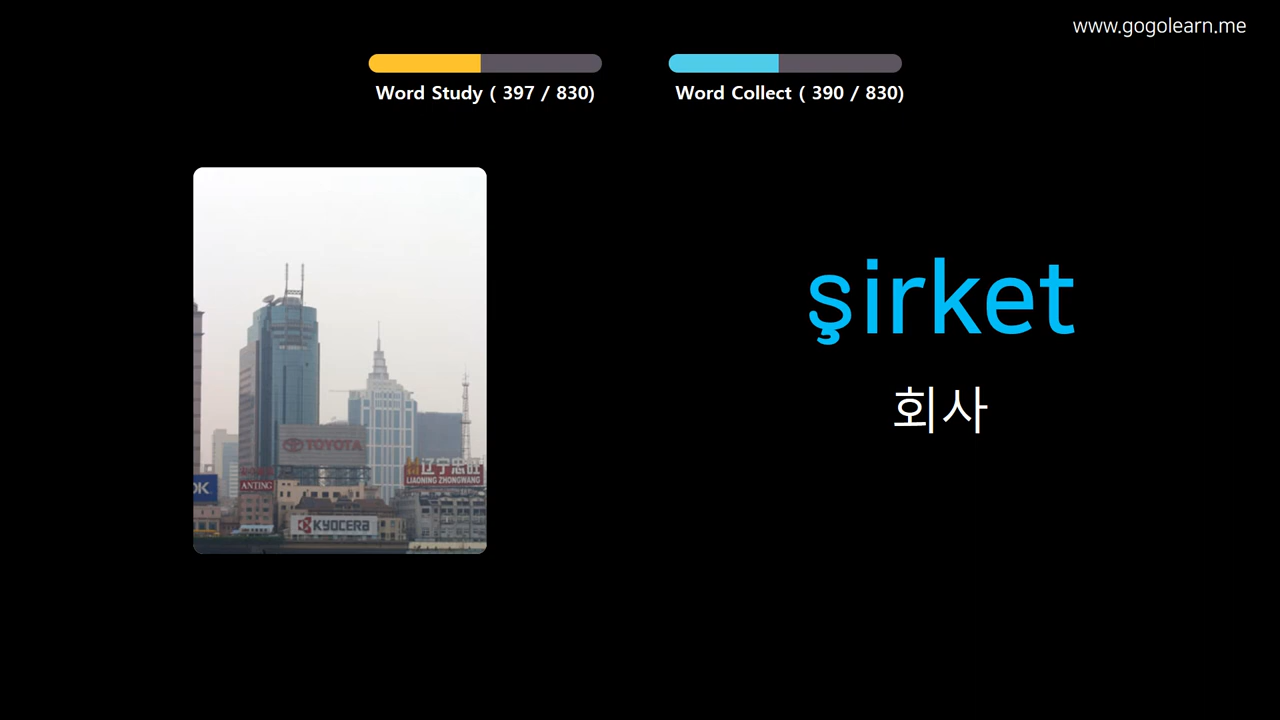 www.gogolearn.me
Word Study ( 397 / 830)
Word Collect ( 390 / 830)
TOYOTA
辽宁忠旺
LIAONING ZHONGWANG
OK
ANTING
KYOCERA
şirket
회사